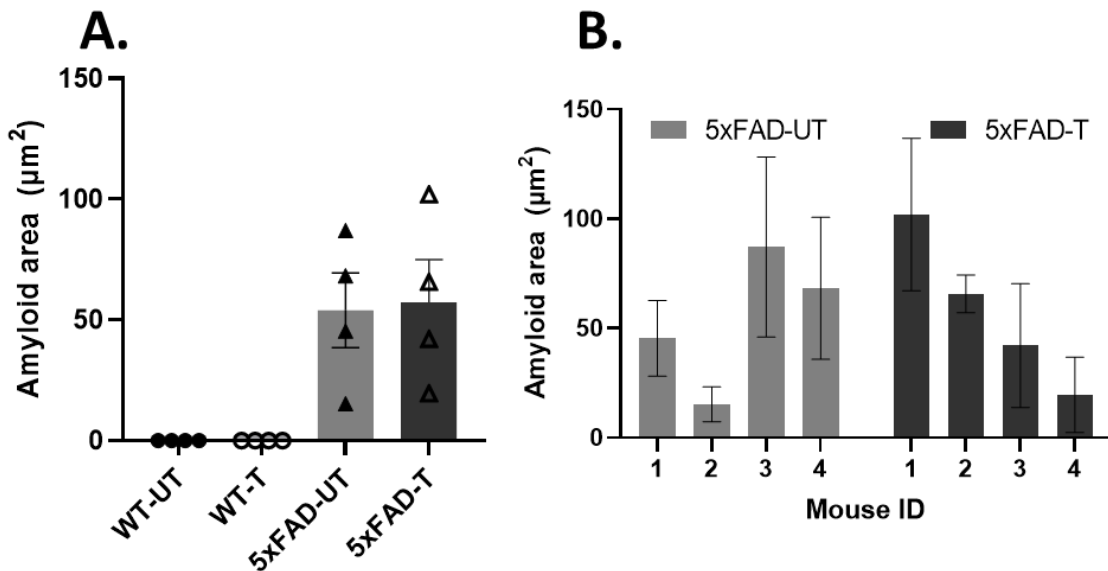 A.
Amyloid area (µm²)
150
100
50
0
WT-UT
WT-T
5xFAD-UT
5xFAD-T
B.
Amyloid area (µm²)
150
100
50
0
5xFAD-UT
5xFAD-T
1 2 3 4 1 2 3 4
Mouse ID